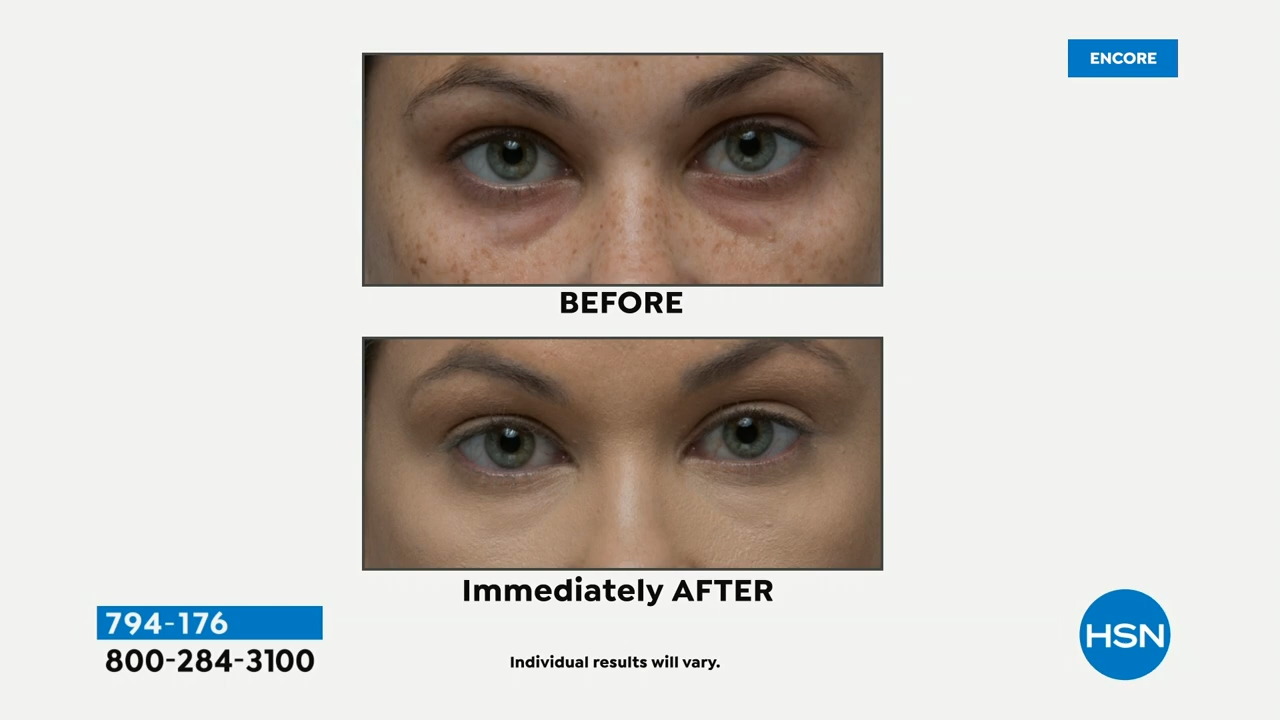 ENCORE
BEFORE
Immediately AFTER
794-176
800-284-3100
Individual results will vary.
HSN